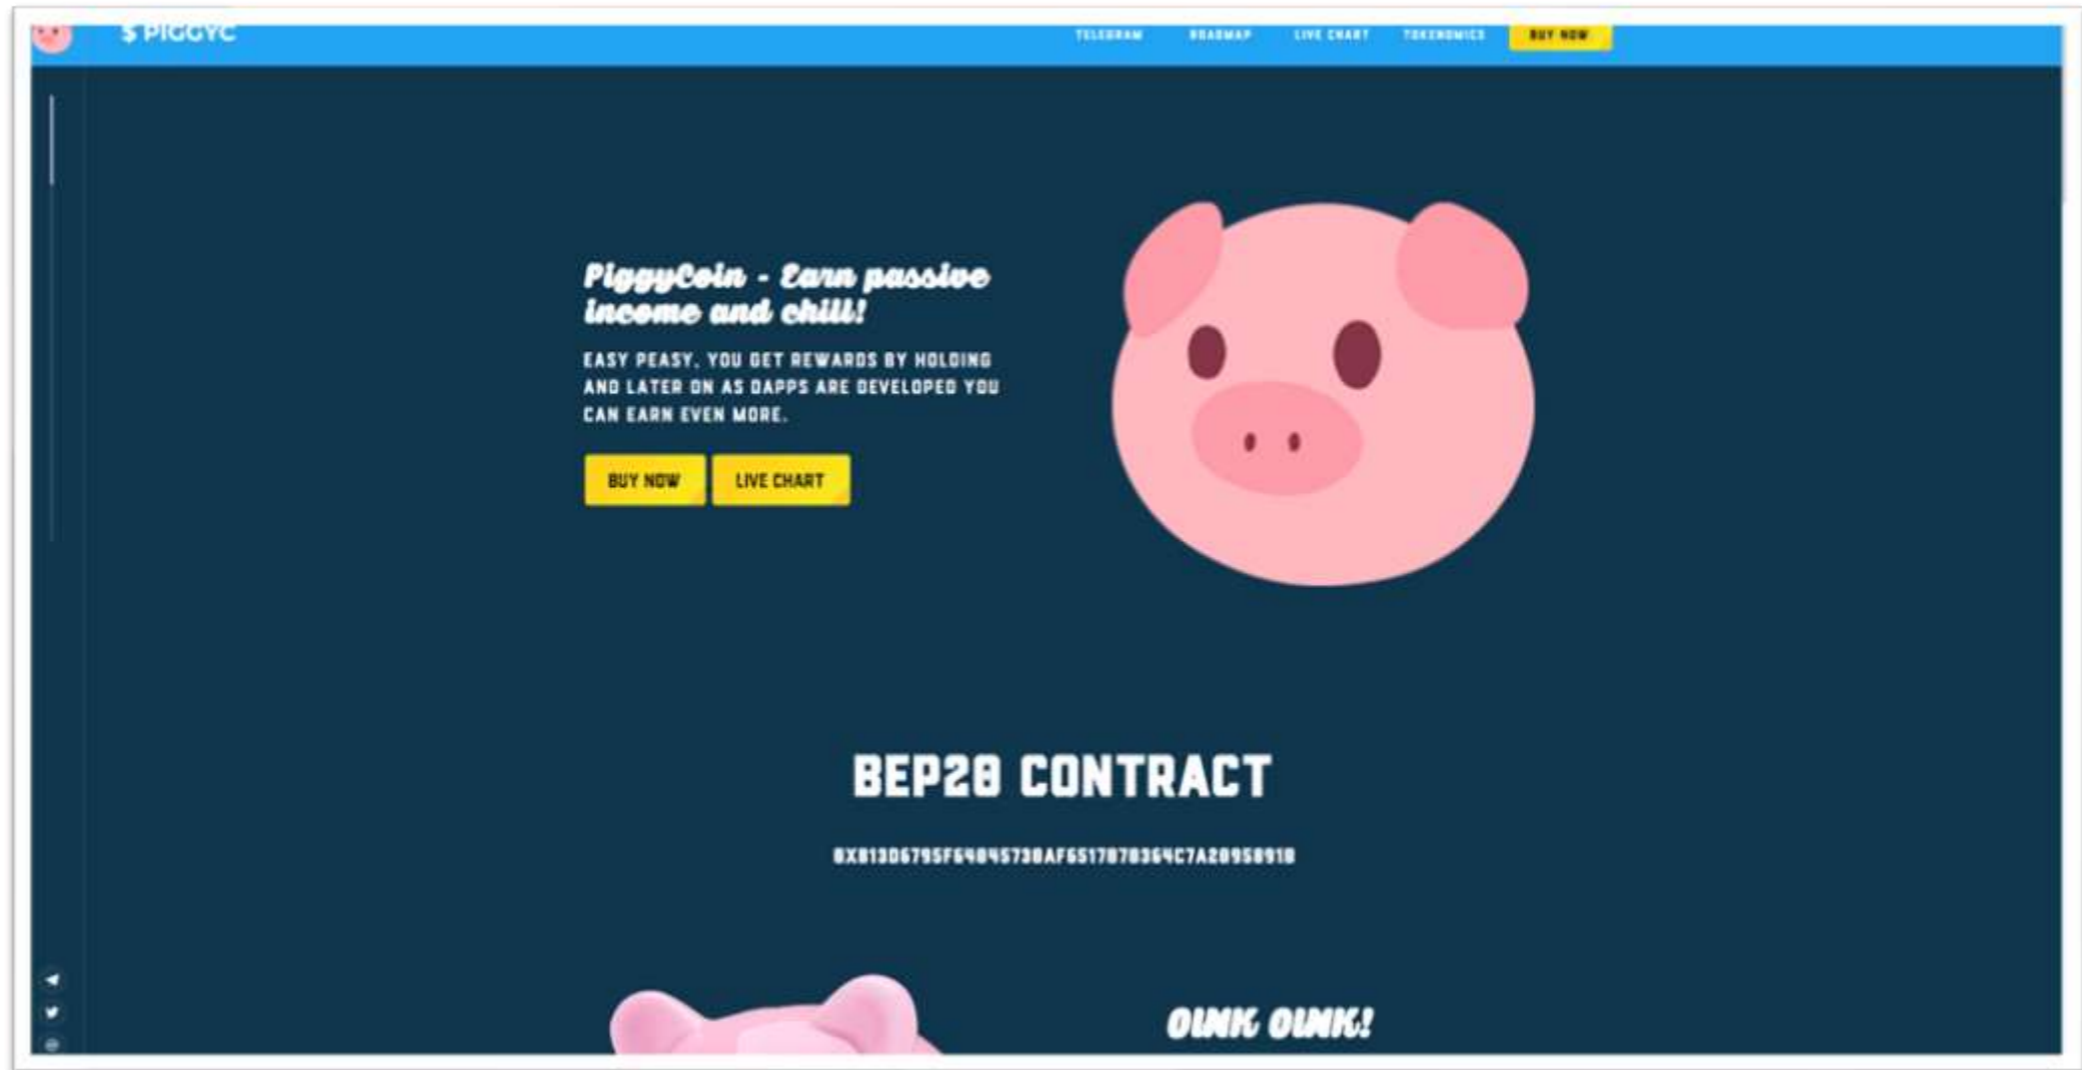 $ PIGGYC
TELEGRAM ROADMAP LIVE CHART TOKENOMICS BUY NOW
PiggyCoin - Earn passive
income and chill!
EASY PEASY, YOU GET REWARDS BY HOLDING
AND LATER ON AS DAPPS ARE DEVELOPED YOU
CAN EARN EVEN MORE.
BUY NOW LIVE CHART
BEP20 CONTRACT
OINK OINK!